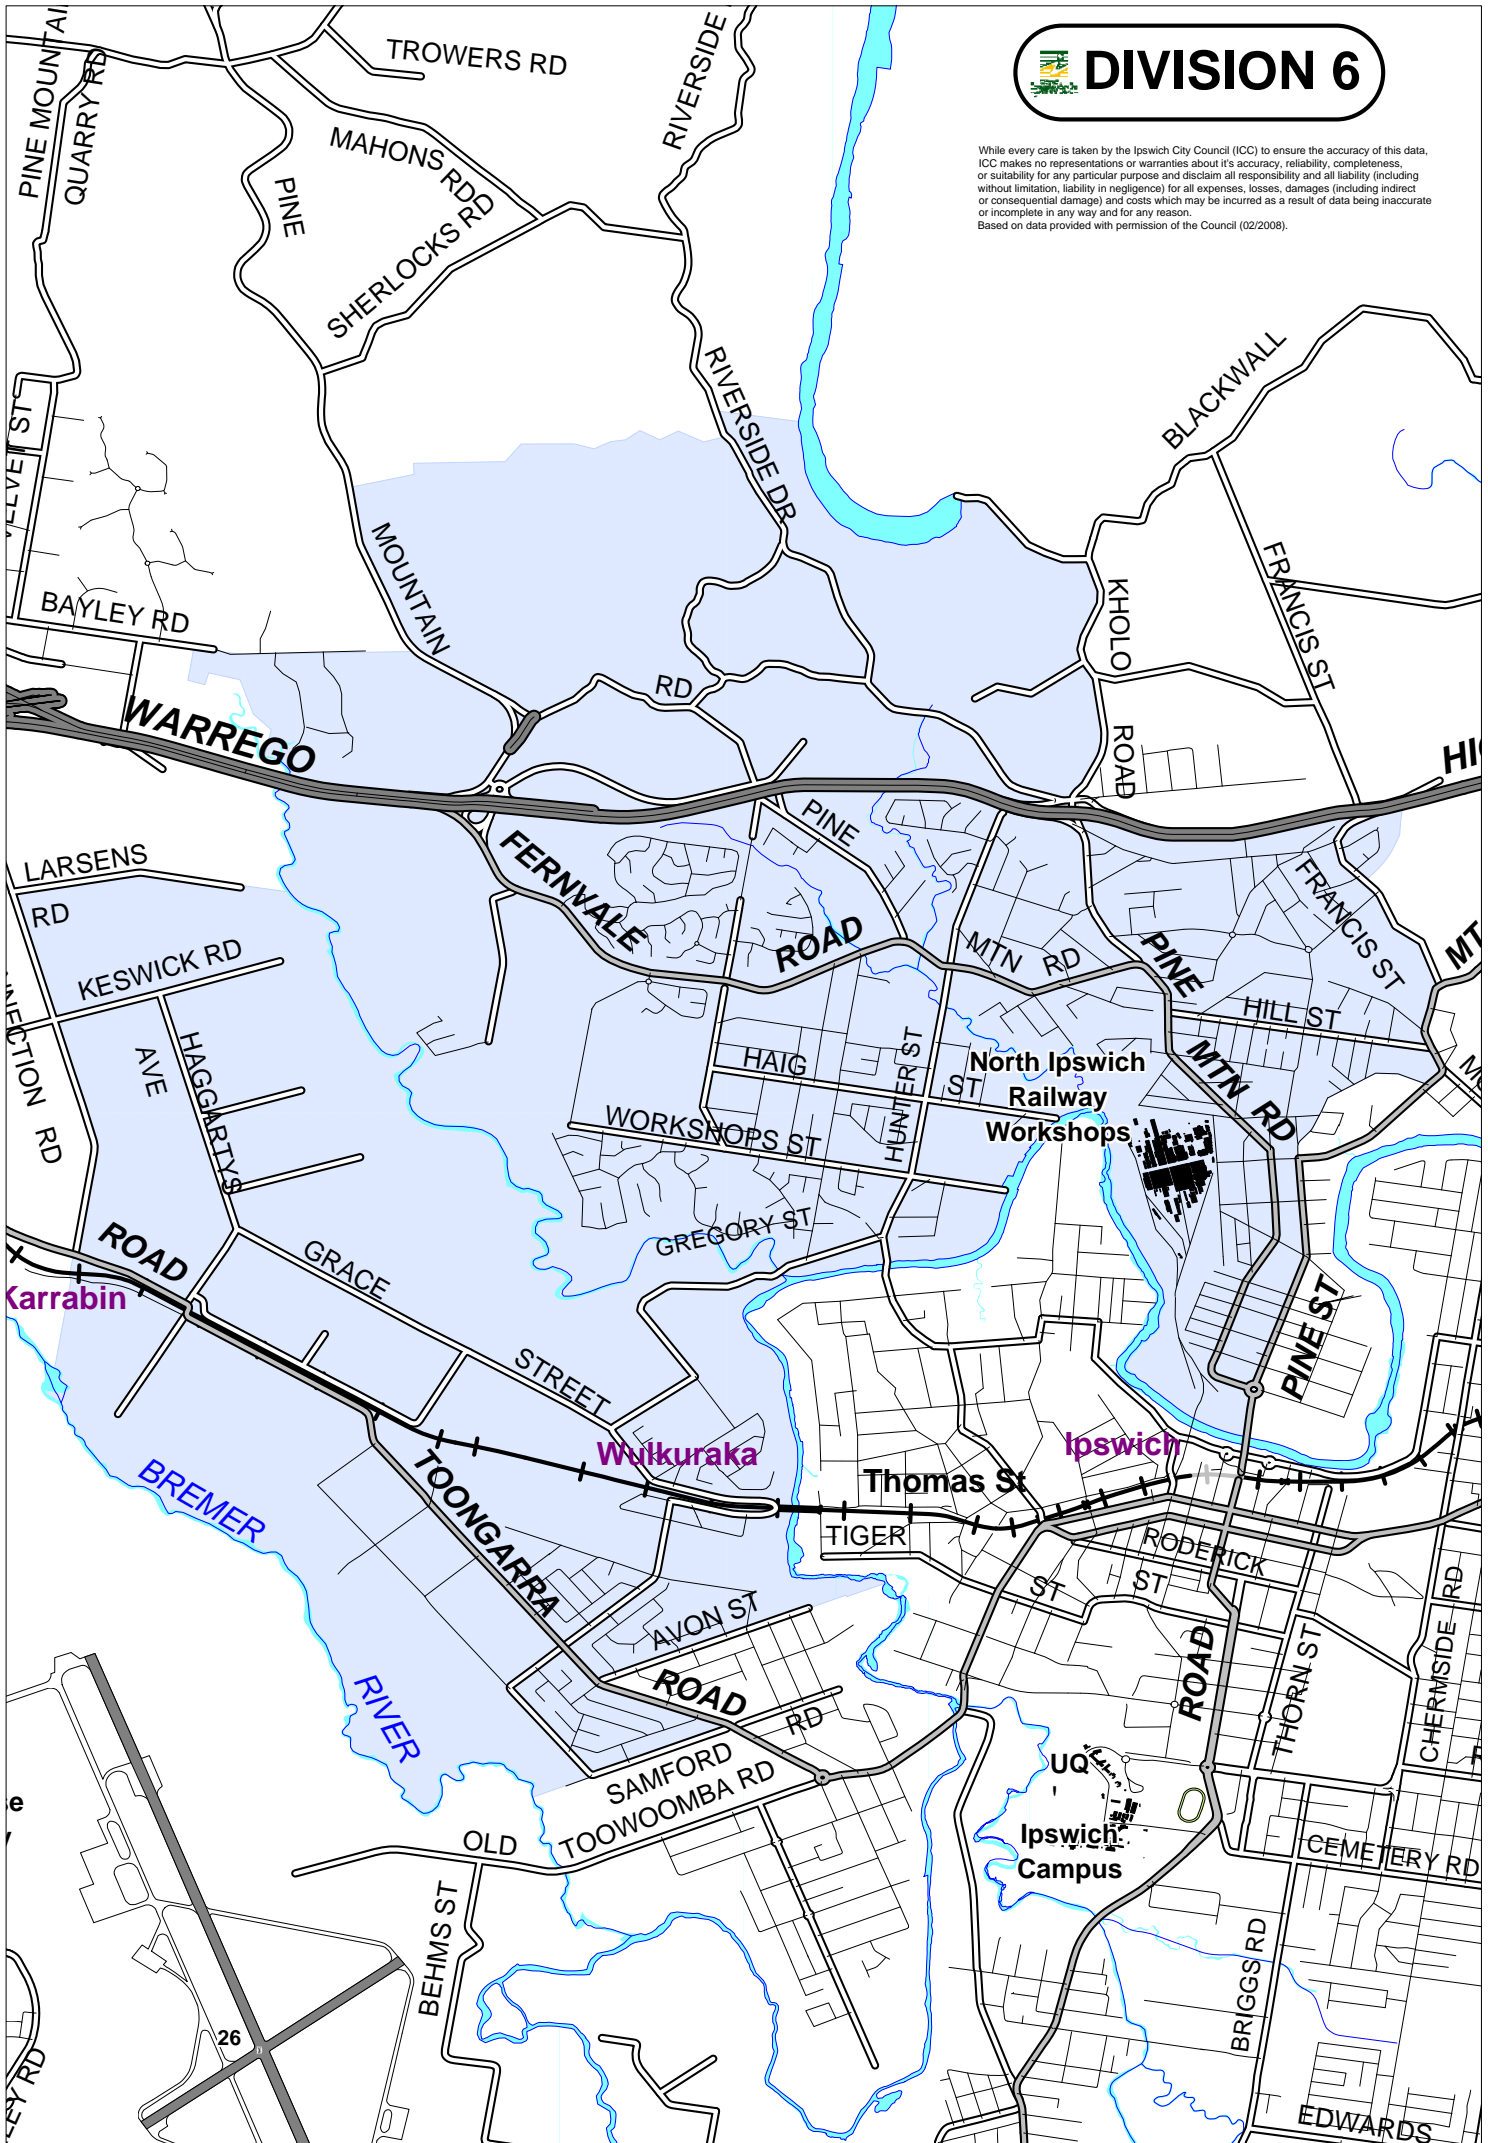 DIVISION 6
While every care is taken by the Ipswich City Council (ICC) to ensure the accuracy of this data,
ICC makes no representations or warranties about it's accuracy, reliability, completeness,
or suitability for any particular purpose and disclaim all responsibility and all liability (including
without limitation, liability in negligence) for all expenses, losses, damages (including indirect
or consequential damage) and costs which may be incurred as a result of data being inaccurate
or incomplete in any way and for any reason.
Based on data provided with permission of the Council (02/2008).
TROWERS RD
RIVERSIDE
PINE MOUNTAI
QUARRY RD
MAHONS RD
PINE
SHERLOCKS RD
RIVERSIDE DR
BLACKWALL
ST
MOUNTAIN
FRANCIS ST
KHOLO
BAYLEY RD
RD
ROAD
WARREGO
HI
PINE
LARSENS
RD
FERNVALE
FRANCIS ST
ROAD
MTN RD
PINE
MT
KESWICK RD
HILL ST
NECTION RD
AVE
HAGGARTYS
HAIG
ST
HUNTER ST
North Ipswich
Railway
Workshops
MTN RD
WORKSHOPS ST
GREGORY ST
ROAD
GRACE
Karrabin
PINE ST
STREET
Wulkuraka
Ipswich
Thomas St
BREMER
TOONGARRA
TIGER
RODERICK
ST
ST
AVON ST
CHERMSIDE RD
ROAD
ROAD
THORN ST
RIVER
RD
SAMFORD
UQ
se
TOOWOOMBA RD
OLD
Ipswich
Campus
CEMETERY RD
BEHMS ST
BRIGGS RD
26
EY RD
EDWARDS